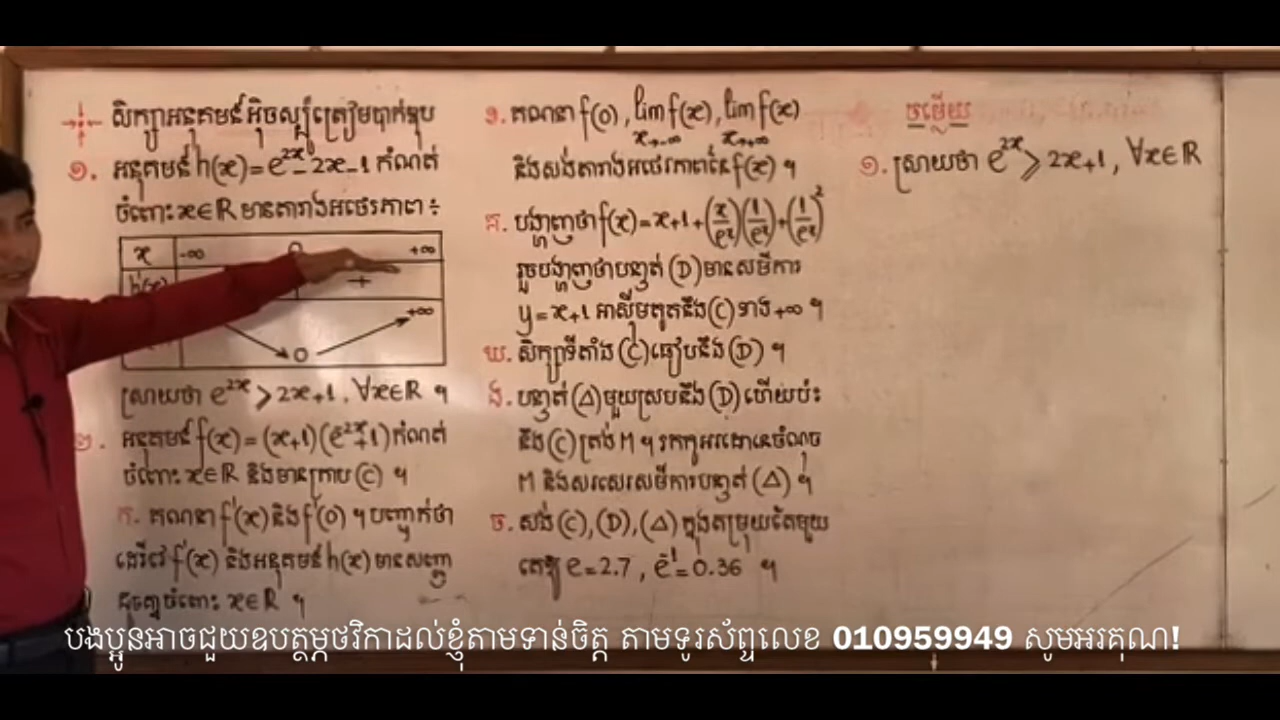 សិក្សាអនុគមន៍អ៊ិចស្ប៉ូត្រៀមបាក់ឌុប
១. អនុគមន៍ h(x) = e^{2x} - 2x - 1 កំណត់
ចំពោះ x∈ℝ មានតារាងអថេរភាព ÷
x -∞ 0 +∞
h'(x) +
+∞
0
ស្រាយថា e^{2x} ⩾ 2x+1, ∀x∈ℝ ។
២. អនុគមន៍ f(x) = (x+1)(e^{-2x}+1) កំណត់
ចំពោះ x∈ℝ និងមានក្រាប (C) ។
ក. គណនា f'(x) និង f'(0) ។ បញ្ជាក់ថា
ដេរីវេ f'(x) និងអនុគមន៍ h(x) មានសញ្ញា
ដូចគ្នាចំពោះ x∈ℝ ។
ខ. គណនា f(0), lim_{x→-∞} f(x), lim_{x→+∞} f(x)
និងសង់តារាងអថេរភាពនៃ f(x) ។
គ. បង្ហាញថា f(x) = x+1+(x/e^x)(1/e^x)+(1/e^x)^2
រួចបង្ហាញថាបន្ទាត់ (D) មានសមីការ
y = x+1 អាស៊ីមតូតនឹង (C) ខាង +∞ ។
ឃ. សិក្សាទីតាំង (C) ធៀបនឹង (D) ។
ង. បន្ទាត់ (Δ) មួយស្របនឹង (D) ហើយប៉ះ
នឹង (C) ត្រង់ M ។ រកកូអរដោនេចំណុច
M និងសរសេរសមីការបន្ទាត់ (Δ) ។
ច. សង់ (C), (D), (Δ) ក្នុងតម្រុយតែមួយ
គេឲ្យ e = 2.7, e^{-1} = 0.36 ។
ចម្លើយ
១. ស្រាយថា e^{2x} ⩾ 2x+1, ∀x∈ℝ
បងប្អូនអាចជួយឧបត្ថម្ភថវិកាដល់ខ្ញុំតាមទាន់ចិត្ត តាមទូរស័ព្ទលេខ 010959949 សូមអរគុណ!